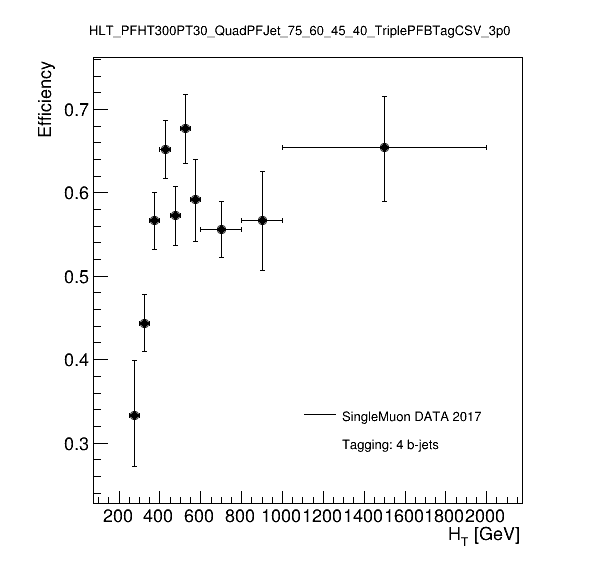 HLT_PFHT300PT30_QuadPFJet_75_60_45_40_TriplePFBTagCSV_3p0
Efficiency
0.7
0.6
0.5
0.4
0.3
SingleMuon DATA 2017
Tagging: 4 b-jets
200 400 600 800 1000 1200 1400 1600 1800 2000
H_T [GeV]